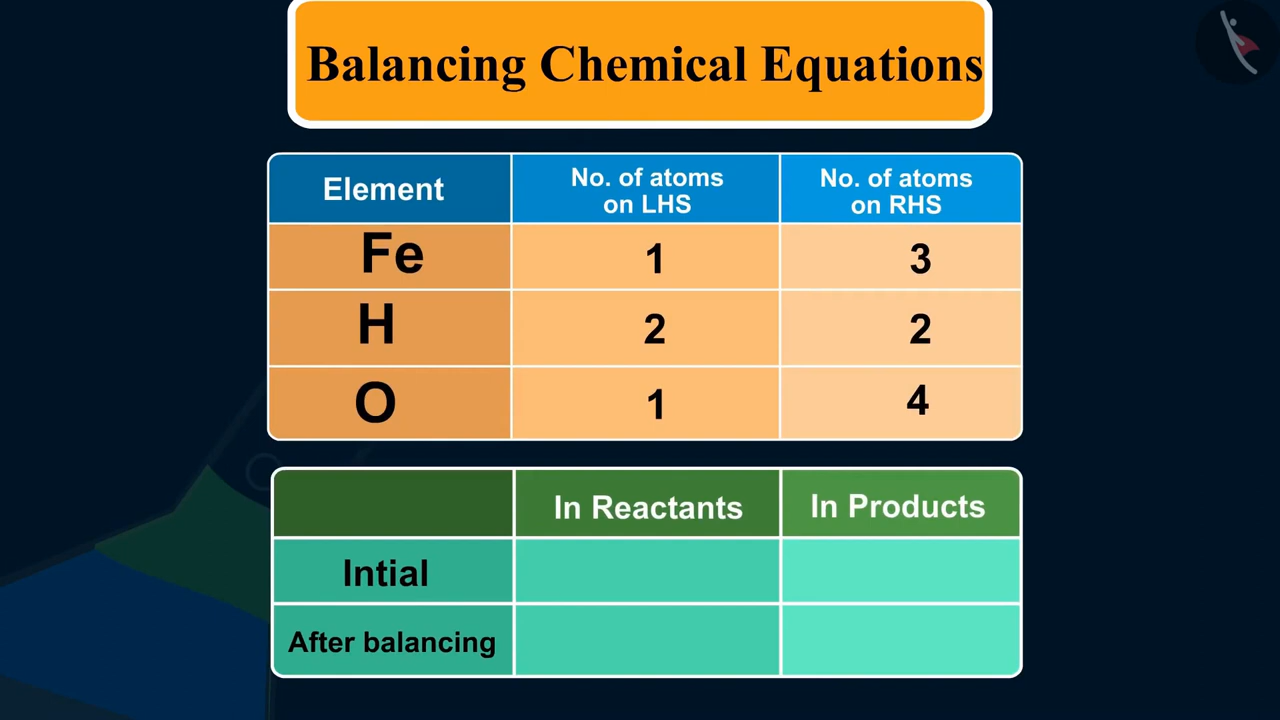 Balancing Chemical Equations
Element
No. of atoms
on LHS
No. of atoms
on RHS
Fe
1
3
H
2
2
O
1
4
In Reactants
In Products
Intial
After balancing